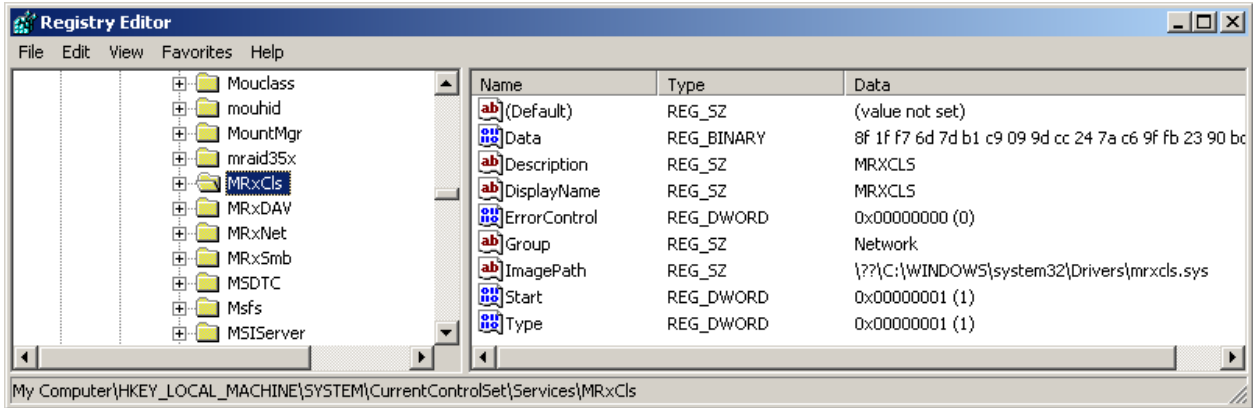 Registry Editor
File Edit View Favorites Help
Mouclass
mouhid
MountMgr
mraid35x
MRxCls
MRxDAV
MRxNet
MRxSmb
MSDTC
Msfs
MSIServer
Name Type Data
(Default) REG_SZ (value not set)
Data REG_BINARY 8f 1f f7 6d 7d b1 c9 09 9d cc 24 7a c6 9f fb 23 90 bc
Description REG_SZ MRXCLS
DisplayName REG_SZ MRXCLS
ErrorControl REG_DWORD 0x00000000 (0)
Group REG_SZ Network
ImagePath REG_SZ \??\C:\WINDOWS\system32\Drivers\mrxcls.sys
Start REG_DWORD 0x00000001 (1)
Type REG_DWORD 0x00000001 (1)
My Computer\HKEY_LOCAL_MACHINE\SYSTEM\CurrentControlSet\Services\MRxCls